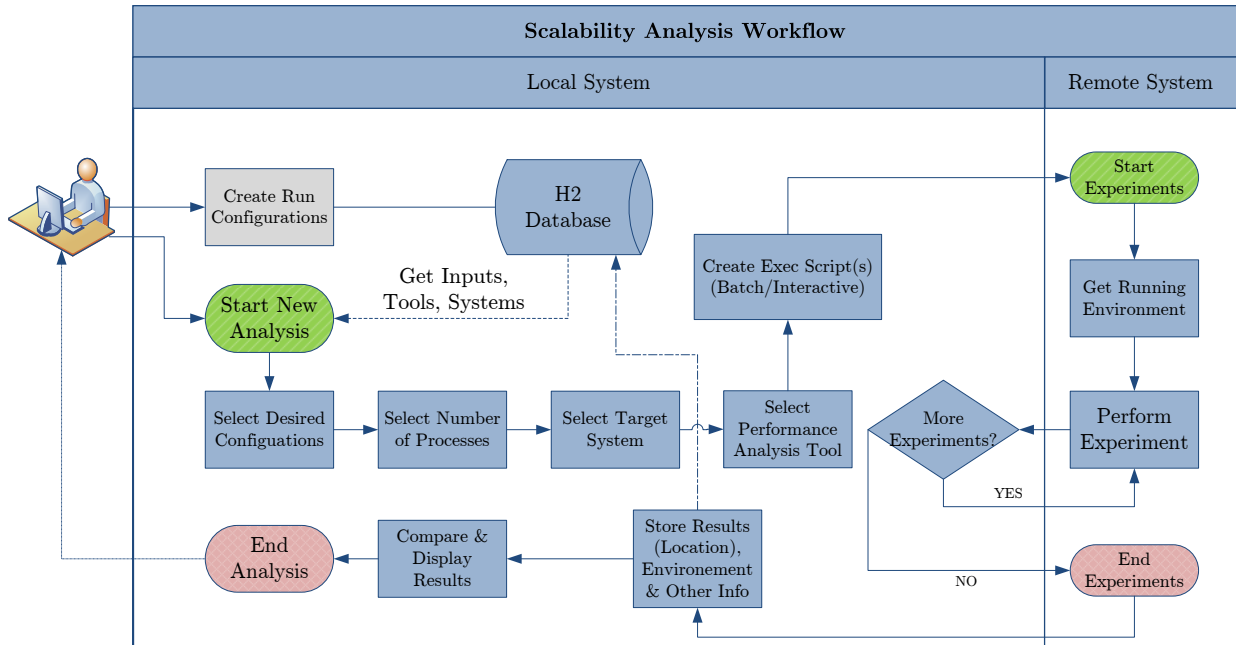 Scalability Analysis Workflow
Local System
Remote System
Create Run
Configurations
H2
Database
Start
Experiments
Create Exec Script(s)
(Batch/Interactive)
Get Inputs,
Tools, Systems
Get Running
Environment
Start New
Analysis
Select Desired
Configuations
Select Number
of Processes
Select Target
System
Select
Performance
Analysis Tool
More
Experiments?
Perform
Experiment
YES
End
Analysis
Compare &
Display
Results
Store Results
(Location),
Environement
& Other Info
NO
End
Experiments